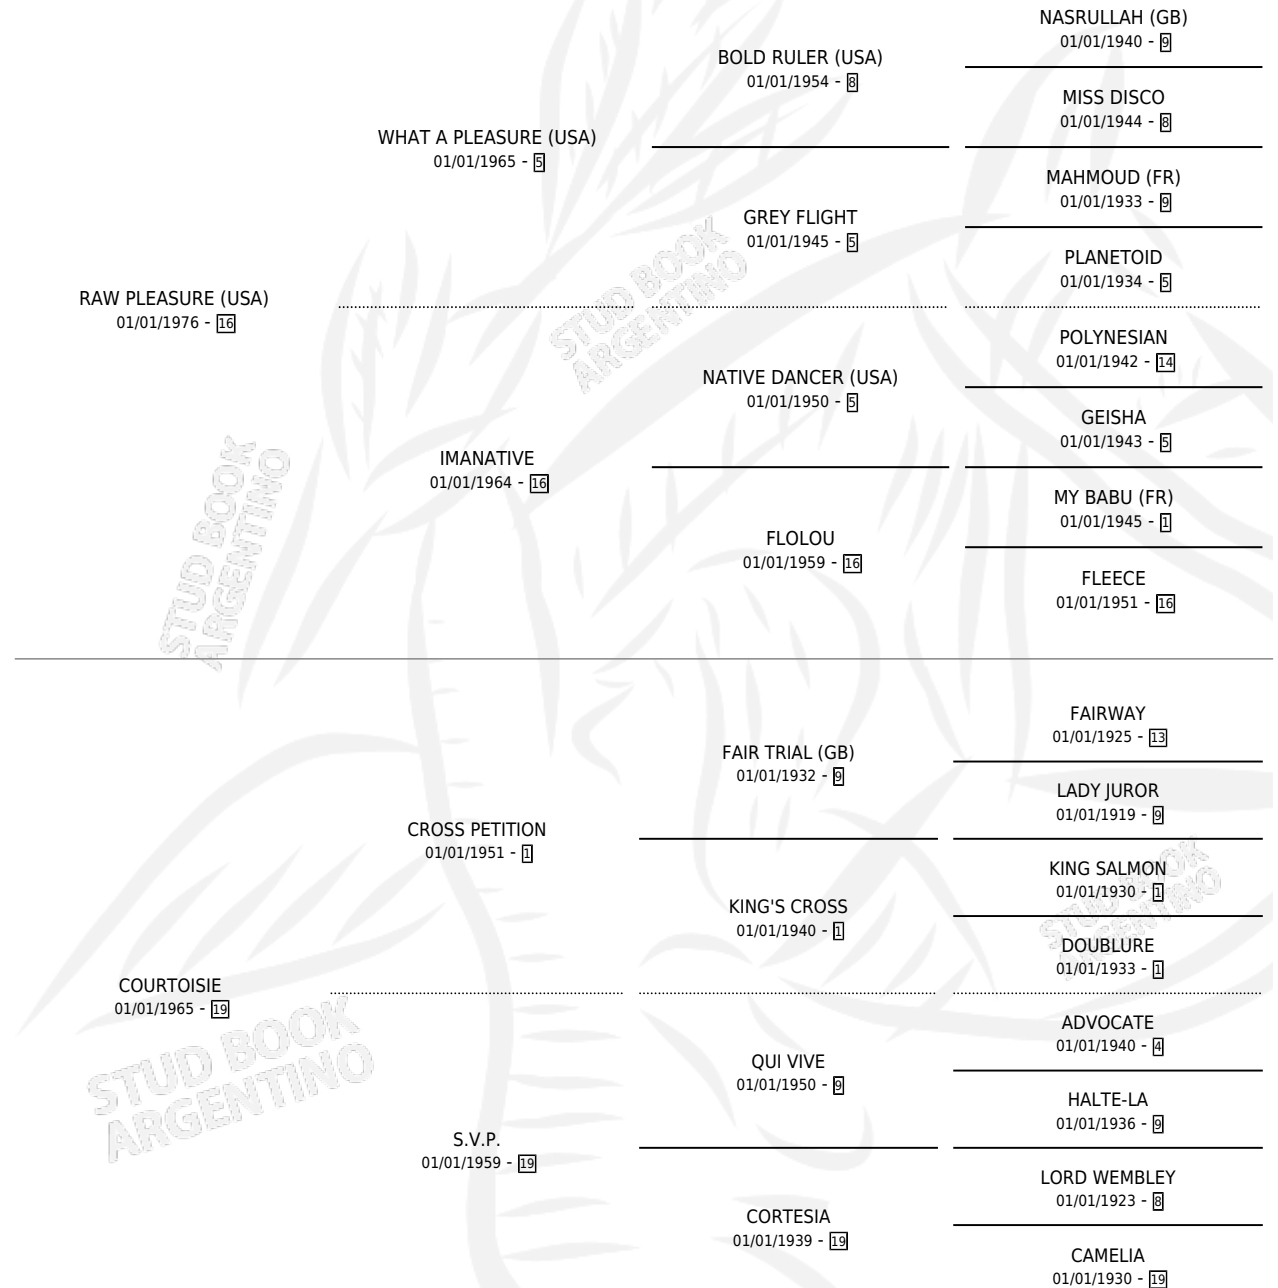 NASRULLAH (GB)
01/01/1940 - 9
BOLD RULER (USA)
01/01/1954 - 8
MISS DISCO
01/01/1944 - 8
WHAT A PLEASURE (USA)
01/01/1965 - 5
MAHMOUD (FR)
01/01/1933 - 9
GREY FLIGHT
01/01/1945 - 5
PLANETOID
01/01/1934 - 5
RAW PLEASURE (USA)
01/01/1976 - 16
POLYNESIAN
01/01/1942 - 14
NATIVE DANCER (USA)
01/01/1950 - 5
GEISHA
01/01/1943 - 5
IMANATIVE
01/01/1964 - 16
MY BABU (FR)
01/01/1945 - 1
FLOLOU
01/01/1959 - 16
FLEECE
01/01/1951 - 16
FAIRWAY
01/01/1925 - 13
FAIR TRIAL (GB)
01/01/1932 - 9
LADY JUROR
01/01/1919 - 9
CROSS PETITION
01/01/1951 - 1
KING SALMON
01/01/1930 - 1
KING'S CROSS
01/01/1940 - 1
DOUBLURE
01/01/1933 - 1
COURTOISIE
01/01/1965 - 19
ADVOCATE
01/01/1940 - 4
QUI VIVE
01/01/1950 - 9
HALTE-LA
01/01/1936 - 9
S.V.P.
01/01/1959 - 19
LORD WEMBLEY
01/01/1923 - 8
CORTESIA
01/01/1939 - 19
CAMELIA
01/01/1930 - 19
STUD BOOK
ARGENTINO
STUD BOOK
ARGENTINO
STUD BOOK
ARGENTINO
STUD BOOK
ARGENTINO